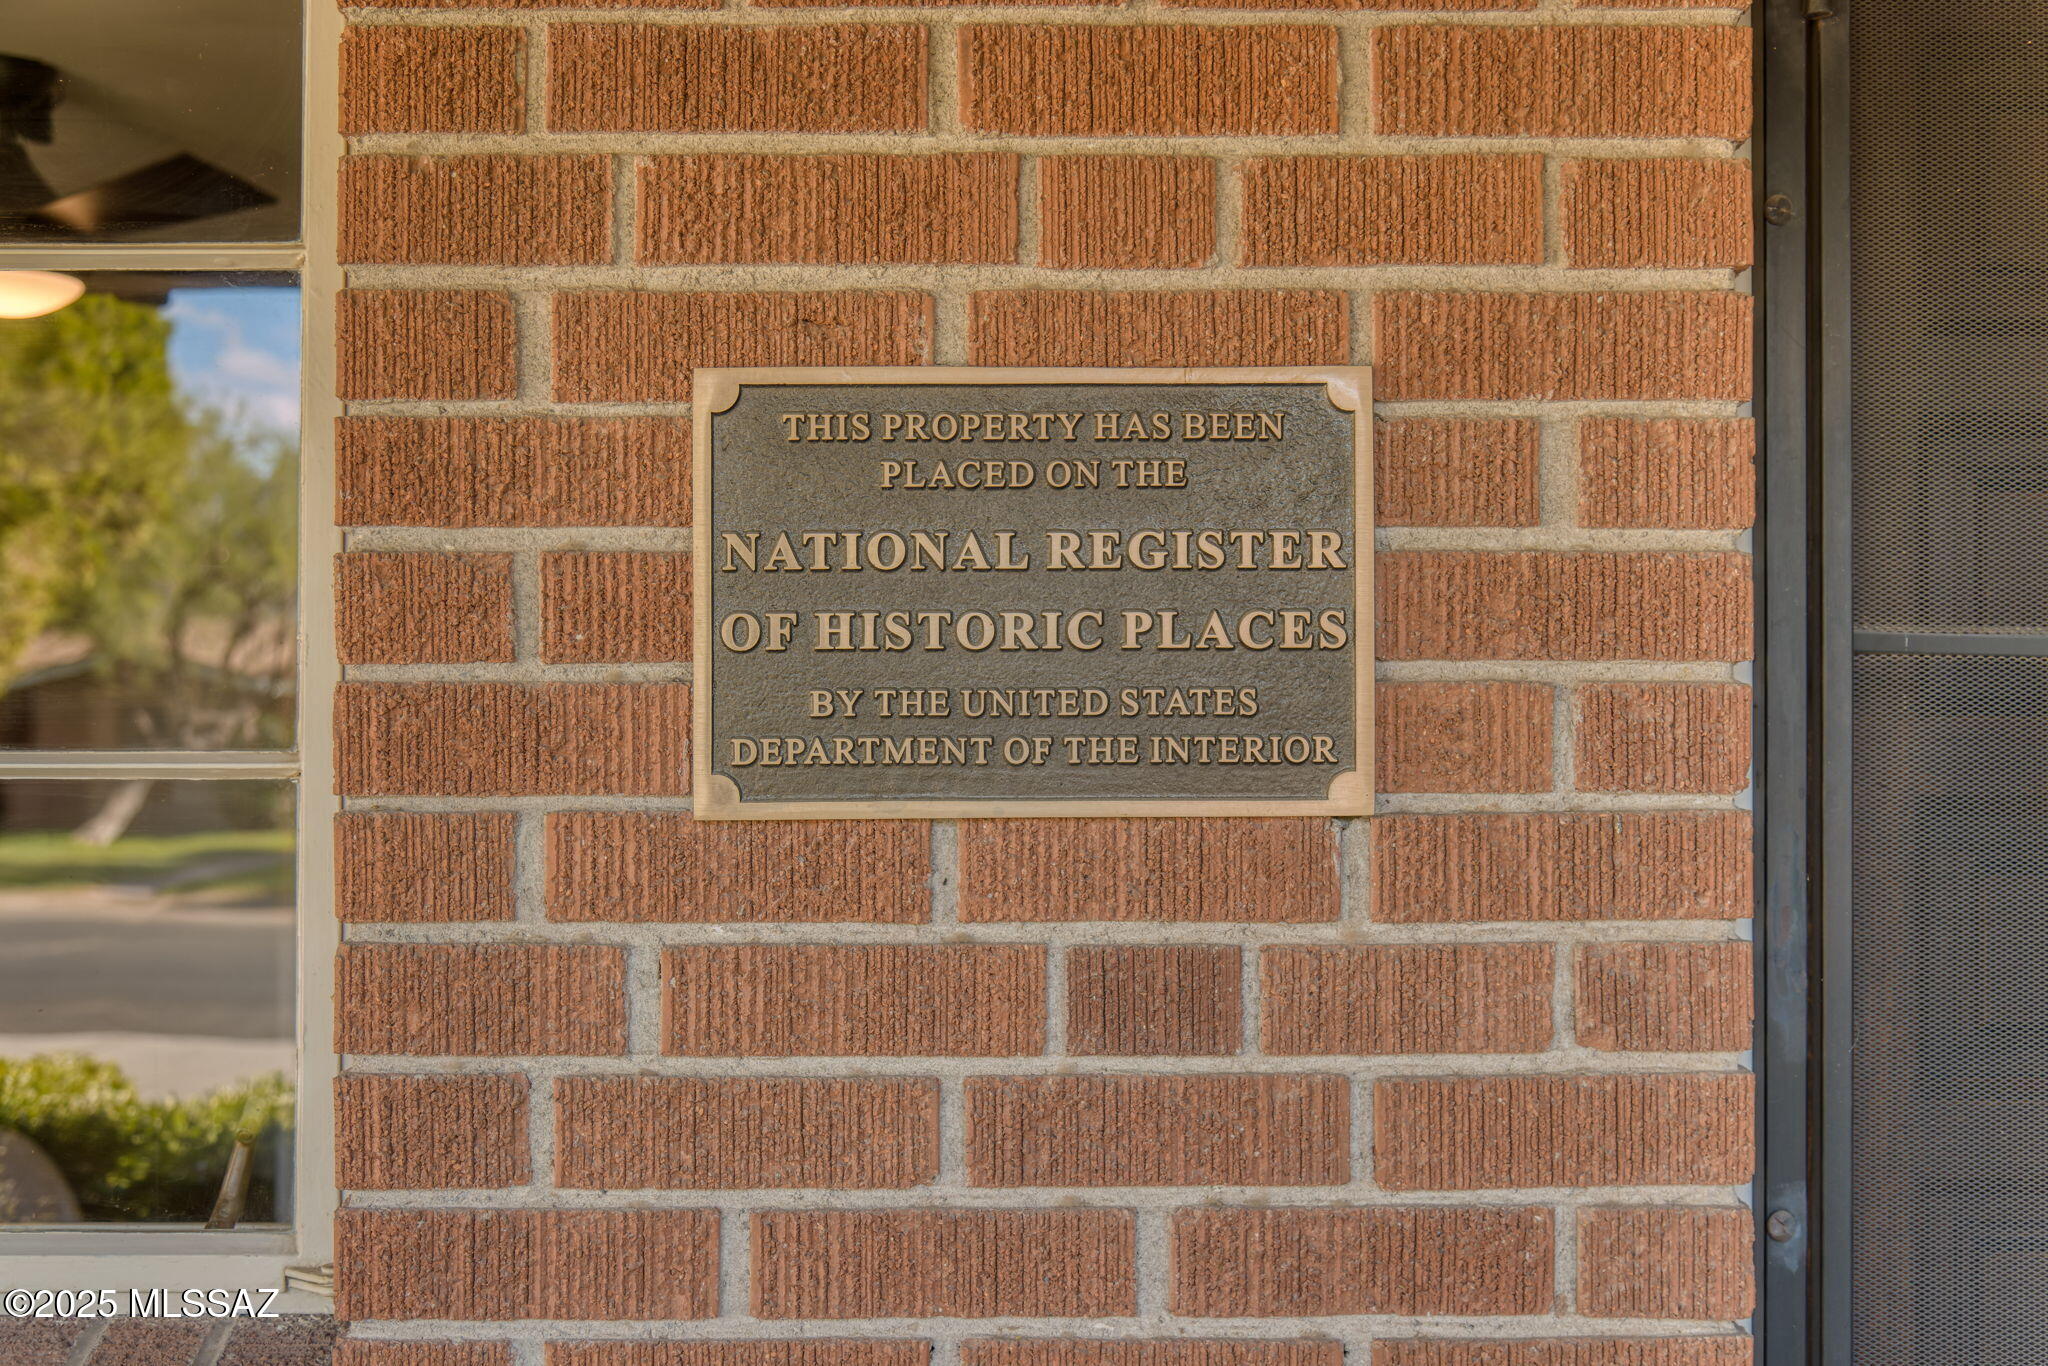 THIS PROPERTY HAS BEEN
PLACED ON THE
NATIONAL REGISTER
OF HISTORIC PLACES
BY THE UNITED STATES
DEPARTMENT OF THE INTERIOR
©2025 MLSSAZ